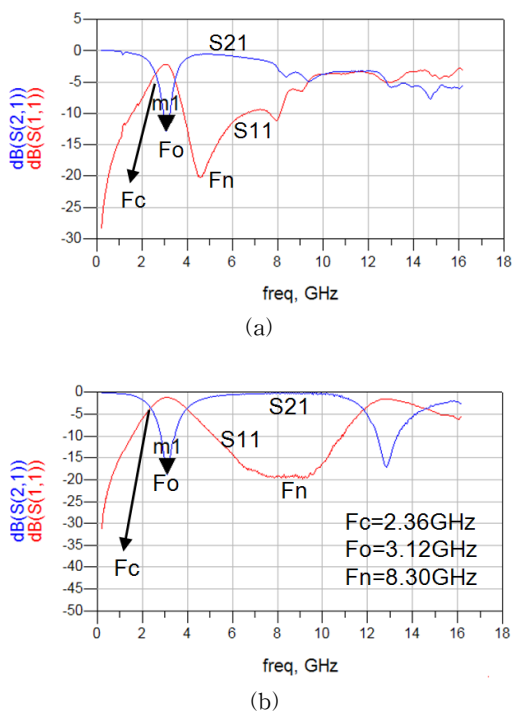 dB(S(2,1))
dB(S(1,1))
5
0
-5
-10
-15
-20
-25
-30
S21
m1
Fo
S11
Fc
Fn
0 2 4 6 8 10 12 14 16 18
freq, GHz
(a)
dB(S(2,1))
dB(S(1,1))
0
-5
-10
-15
-20
-25
-30
-35
-40
-45
-50
S21
S11
m1
Fo
Fn
Fc
Fc=2.36GHz
Fo=3.12GHz
Fn=8.30GHz
0 2 4 6 8 10 12 14 16 18
freq, GHz
(b)